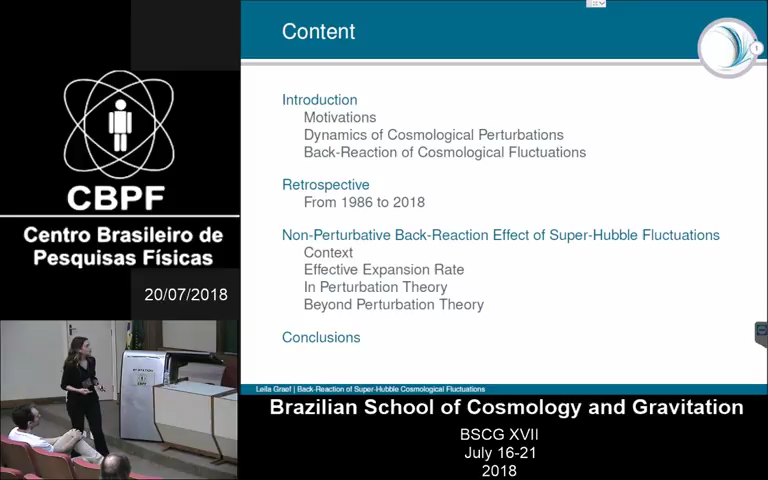 Content
Introduction
Motivations
Dynamics of Cosmological Perturbations
Back-Reaction of Cosmological Fluctuations
Retrospective
From 1986 to 2018
Non-Perturbative Back-Reaction Effect of Super-Hubble Fluctuations
Context
Effective Expansion Rate
In Perturbation Theory
Beyond Perturbation Theory
Conclusions
Leila Graef | Back-Reaction of Super-Hubble Cosmological Fluctuations
1
CBPF
Centro Brasileiro de
Pesquisas Físicas
20/07/2018
CBPF
Brazilian School of Cosmology and Gravitation
BSCG XVII
July 16-21
2018